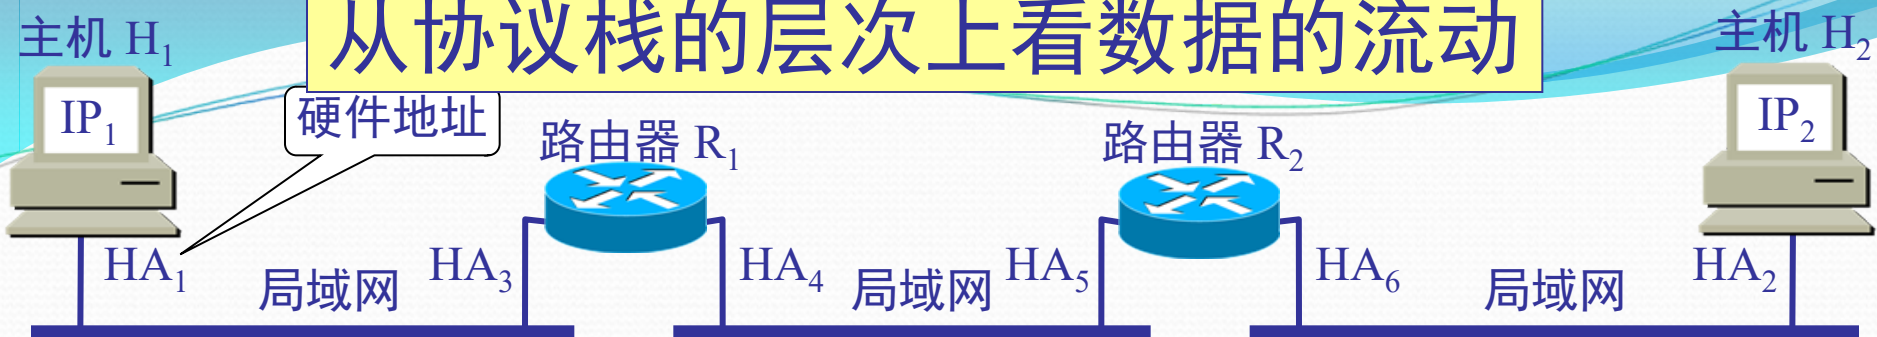 从协议栈的层次上看数据的流动
主机 H₁
主机 H₂
IP₁
硬件地址
路由器 R₁
路由器 R₂
IP₂
HA₁
局域网
HA₃
HA₄
局域网
HA₅
HA₆
局域网
HA₂